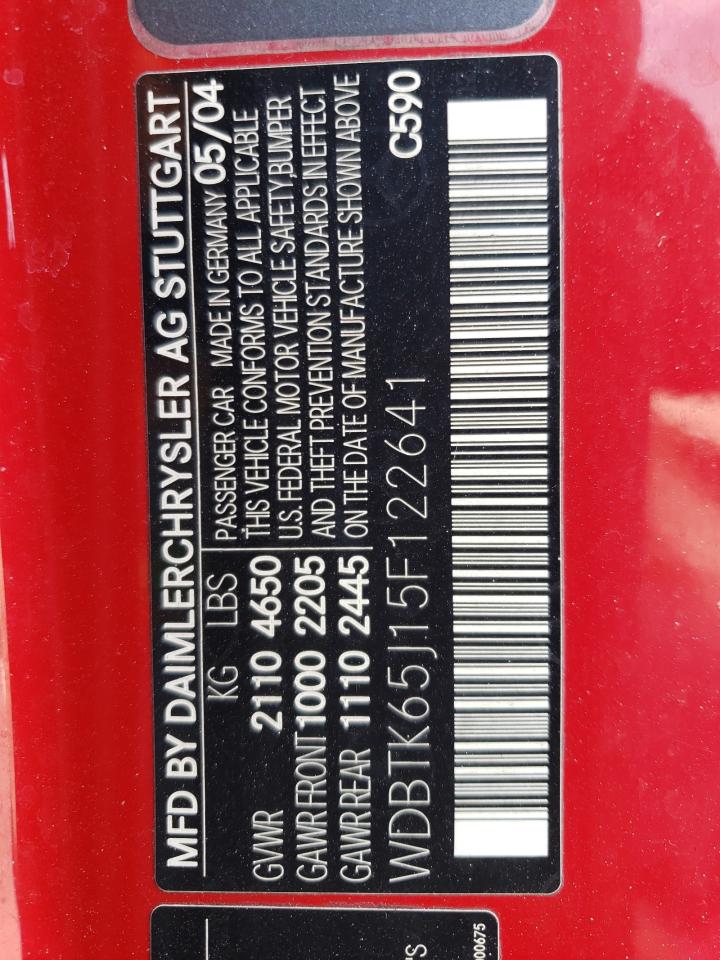 MFD BY DAIMLERCHRYSLER AG STUTTGART
KG LBS
GVWR 2110 4650
GAWR FRONT 1000 2205
GAWR REAR 1110 2445
PASSENGER CAR MADE IN GERMANY 05/04
THIS VEHICLE CONFORMS TO ALL APPLICABLE
U.S. FEDERAL MOTOR VEHICLE SAFETY, BUMPER
AND THEFT PREVENTION STANDARDS IN EFFECT
ON THE DATE OF MANUFACTURE SHOWN ABOVE
WDBTK65J15F122641
C590